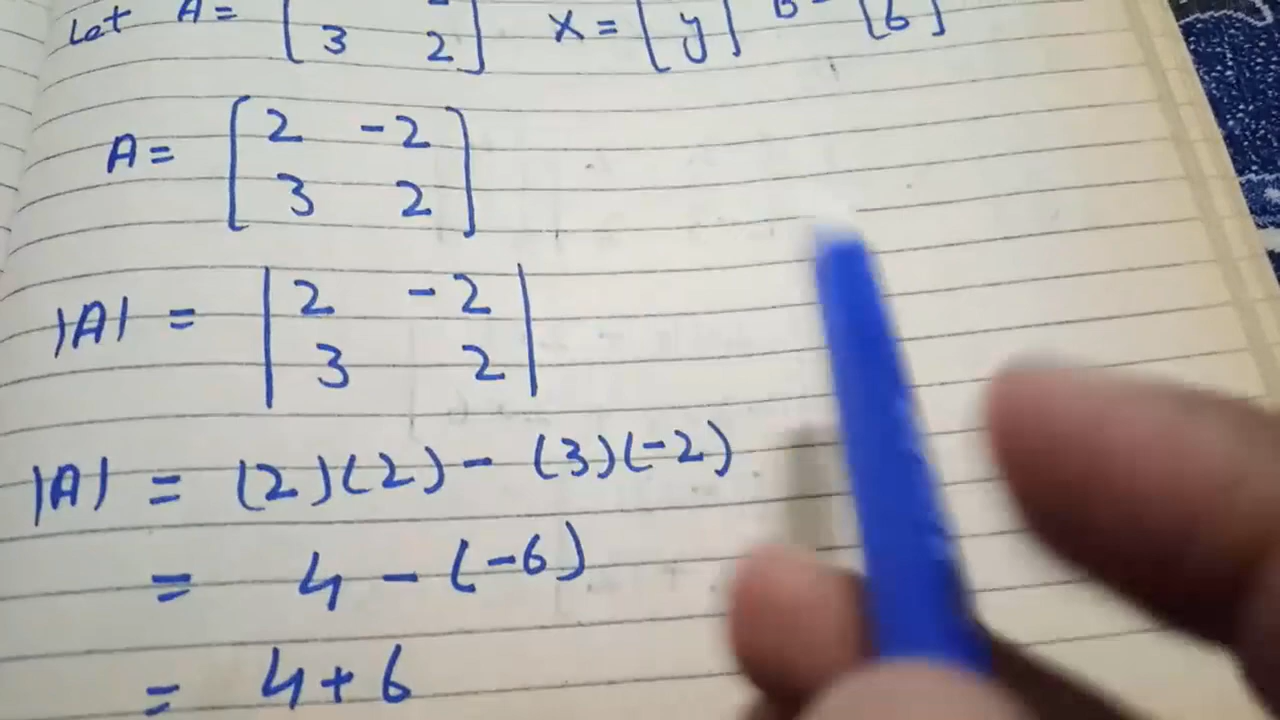 Let A = [ 3 2 ] X = [ y ] B = [ 6 ]
A = [ 2 -2
3 2 ]
|A| = | 2 -2
3 2 |
|A| = (2)(2) - (3)(-2)
= 4 - (-6)
= 4 + 6